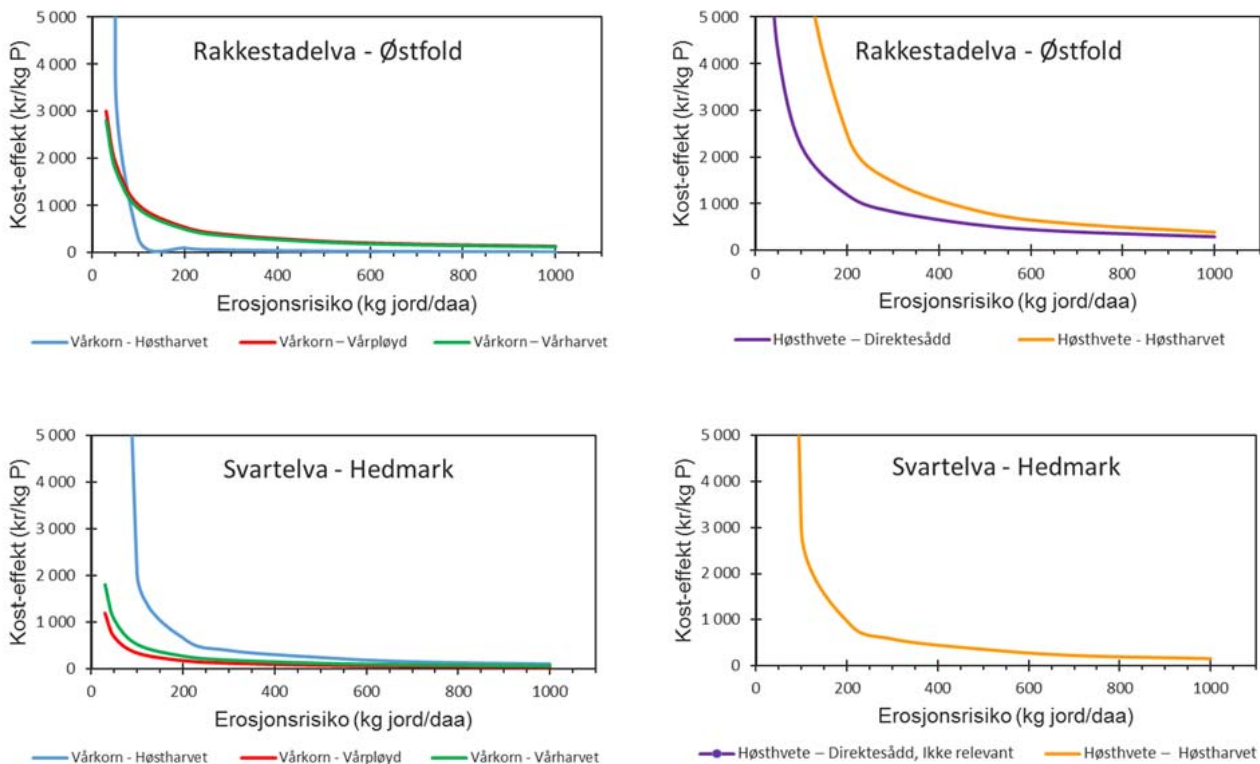 Rakkestadelva - Østfold
Kost-effekt (kr/kg P)
5 000
4 000
3 000
2 000
1 000
0
0 200 400 600 800 1000
Erosjonsrisiko (kg jord/daa)
Vårkorn - Høstharvet Vårkorn – Vårpløyd Vårkorn – Vårharvet
Rakkestadelva - Østfold
Kost-effekt (kr/kg P)
5 000
4 000
3 000
2 000
1 000
0
0 200 400 600 800 1000
Erosjonsrisiko (kg jord/daa)
Høsthvete – Direktesådd Høsthvete - Høstharvet
Svartelva - Hedmark
Kost-effekt (kr/kg P)
5 000
4 000
3 000
2 000
1 000
0
0 200 400 600 800 1000
Erosjonsrisiko (kg jord/daa)
Vårkorn - Høstharvet Vårkorn - Vårpløyd Vårkorn - Vårharvet
Svartelva - Hedmark
Kost-effekt (kr/kg P)
5 000
4 000
3 000
2 000
1 000
0
0 200 400 600 800 1000
Erosjonsrisiko (kg jord/daa)
Høsthvete – Direktesådd, Ikke relevant Høsthvete – Høstharvet